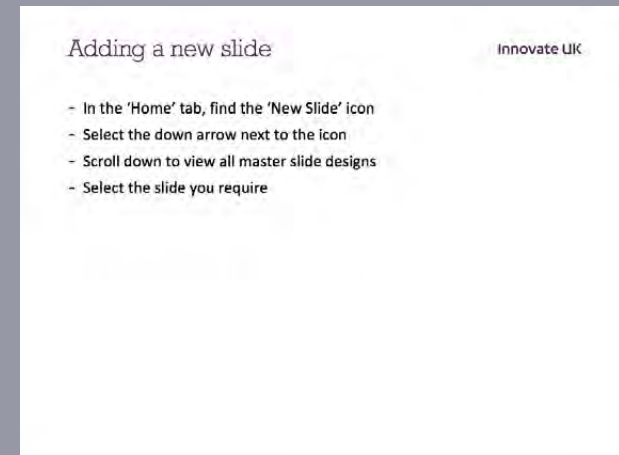 Adding a new slide
Innovate UK
- In the ‘Home’ tab, find the ‘New Slide’ icon
- Select the down arrow next to the icon
- Scroll down to view all master slide designs
- Select the slide you require